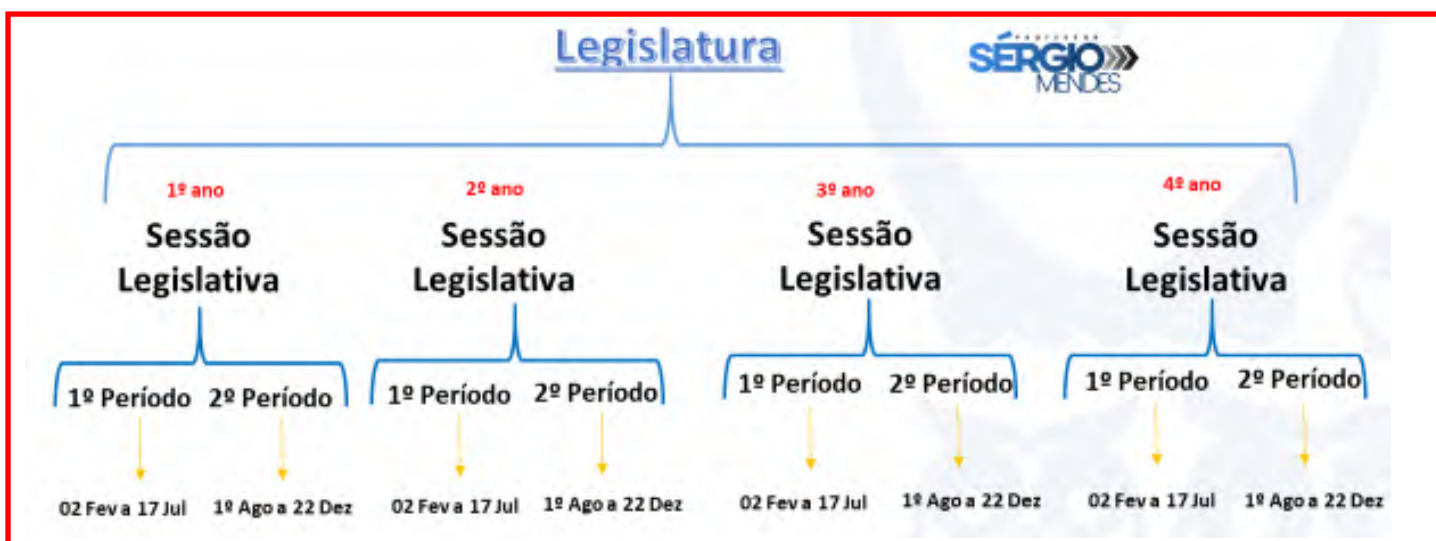 Legislatura
PROFESSOR
SÉRGIO
MENDES
1º ano
2º ano
3º ano
4º ano
Sessão
Legislativa
Sessão
Legislativa
Sessão
Legislativa
Sessão
Legislativa
1º Período
2º Período
1º Período
2º Período
1º Período
2º Período
1º Período
2º Período
02 Fev a 17 Jul
1º Ago a 22 Dez
02 Fev a 17 Jul
1º Ago a 22 Dez
02 Fev a 17 Jul
1º Ago a 22 Dez
02 Fev a 17 Jul
1º Ago a 22 Dez